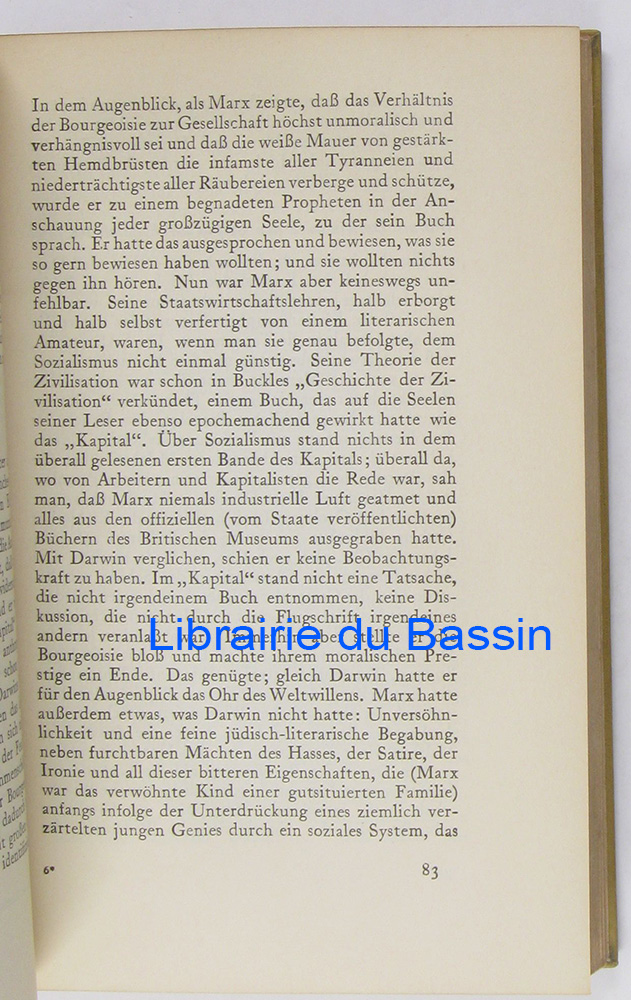 In dem Augenblick, als Marx zeigte, daß das Verhältnis
der Bourgeoisie zur Gesellschaft höchst unmoralisch und
verhängnisvoll sei und daß die weiße Mauer von gestärk-
ten Hemdbrüsten die infamste aller Tyranneien und
niederträchtigste aller Räubereien verberge und schütze,
wurde er zu einem begnadeten Propheten in der An-
schauung jeder großzügigen Seele, zu der sein Buch
sprach. Er hatte das ausgesprochen und bewiesen, was sie
so gern bewiesen haben wollten; und sie wollten nichts
gegen ihn hören. Nun war Marx aber keineswegs un-
fehlbar. Seine Staatswirtschaftslehren, halb erborgt
und halb selbst verfertigt von einem literarischen
Amateur, waren, wenn man sie genau befolgte, dem
Sozialismus nicht einmal günstig. Seine Theorie der
Zivilisation war schon in Buckles „Geschichte der Zi-
vilisation“ verkündet, einem Buch, das auf die Seelen
seiner Leser ebenso epochemachend gewirkt hatte wie
das „Kapital“. Über Sozialismus stand nichts in dem
überall gelesenen ersten Bande des Kapitals; überall da,
wo von Arbeitern und Kapitalisten die Rede war, sah
man, daß Marx niemals industrielle Luft geatmet und
alles aus den offiziellen (vom Staate veröffentlichten)
Büchern des Britischen Museums ausgegraben hatte.
Mit Darwin verglichen, schien er keine Beobachtungs-
kraft zu haben. Im „Kapital“ stand nicht eine Tatsache,
die nicht irgendeinem Buch entnommen, keine Dis-
kussion, die nicht durch die Flugschrift irgendeines
andern veranlaßt war. Immerhin aber stellte er die
Librairie du Bassin
Bourgeoisie bloß und machte ihrem moralischen Pre-
stige ein Ende. Das genügte; gleich Darwin hatte er
für den Augenblick das Ohr des Weltwillens. Marx hatte
außerdem etwas, was Darwin nicht hatte: Unversöhn-
lichkeit und eine feine jüdisch-literarische Begabung,
neben furchtbaren Mächten des Hasses, der Satire, der
Ironie und all dieser bitteren Eigenschaften, die (Marx
war das verwöhnte Kind einer gutsituierten Familie)
anfangs infolge der Unterdrückung eines ziemlich ver-
zärtelten jungen Genies durch ein soziales System, das
6* 83